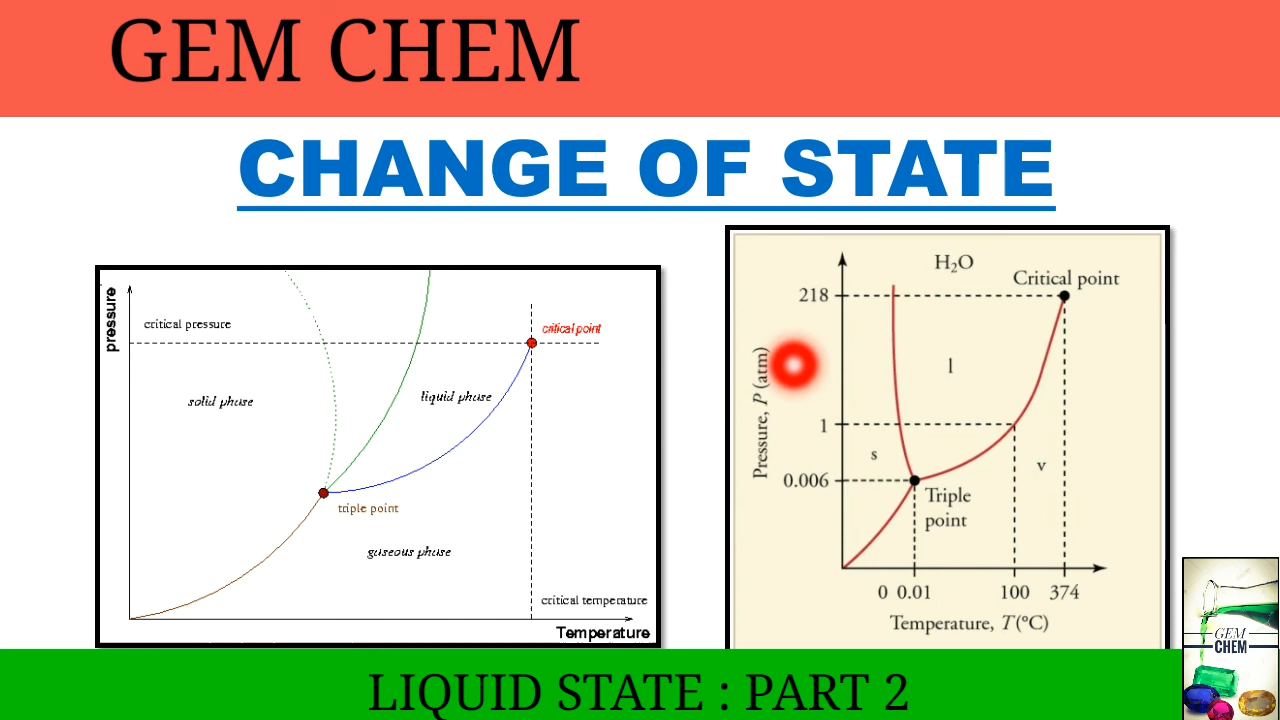 GEM CHEM
CHANGE OF STATE
pressure
critical pressure
critical point
solid phase
liquid phase
triple point
gaseous phase
critical temperature
Temperature
H₂O
Critical point
218
l
Pressure, P (atm)
1
s
v
0.006
Triple
point
0 0.01 100 374
Temperature, T(°C)
GEM
CHEM
LIQUID STATE : PART 2